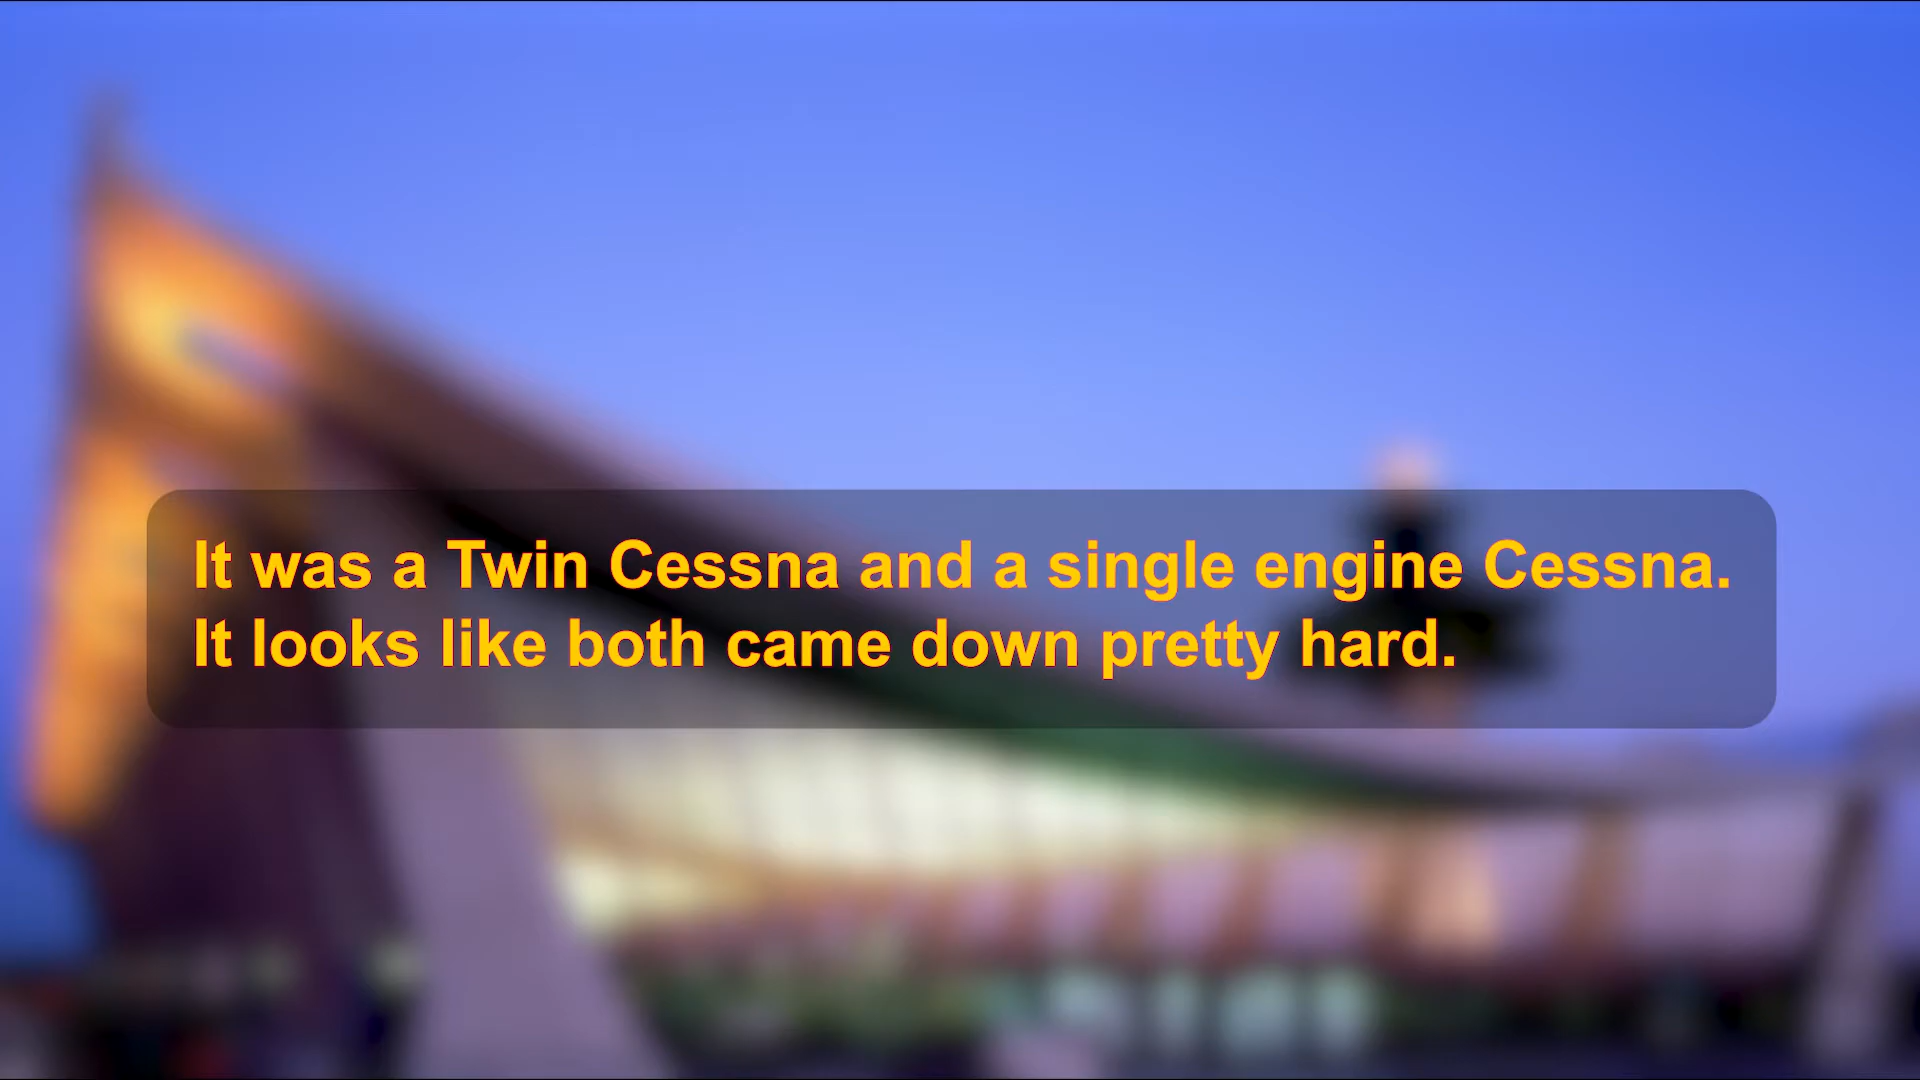 It was a Twin Cessna and a single engine Cessna.
It looks like both came down pretty hard.